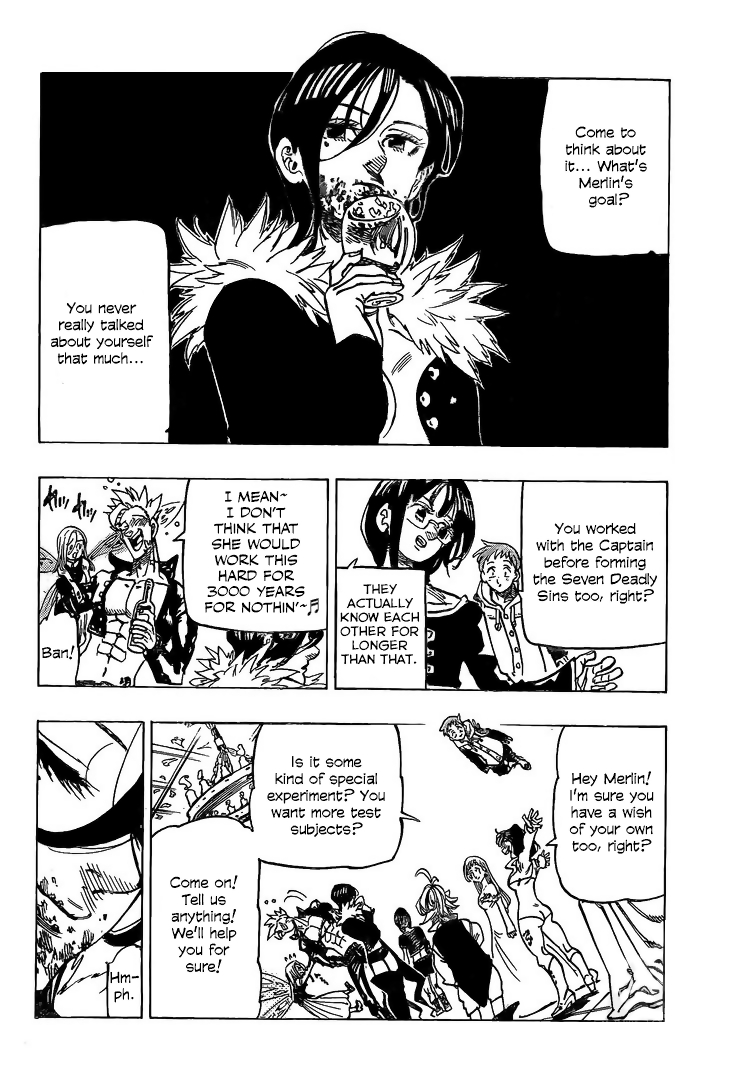 Come to
think about
it... What's
Merlin's
goal?
You never
really talked
about yourself
that much...
You worked
with the Captain
before forming
the Seven Deadly
Sins too, right?
THEY
ACTUALLY
KNOW EACH
OTHER FOR
LONGER
THAN THAT.
I MEAN~
I DON'T
THINK THAT
SHE WOULD
WORK THIS
HARD FOR
3000 YEARS
FOR NOTHIN'~♫
Ban!
Hey Merlin!
I'm sure you
have a wish
of your own
too, right?
Is it some
kind of special
experiment? You
want more test
subjects?
Come on!
Tell us
anything!
We'll help
you for
sure!
Hm-
ph.